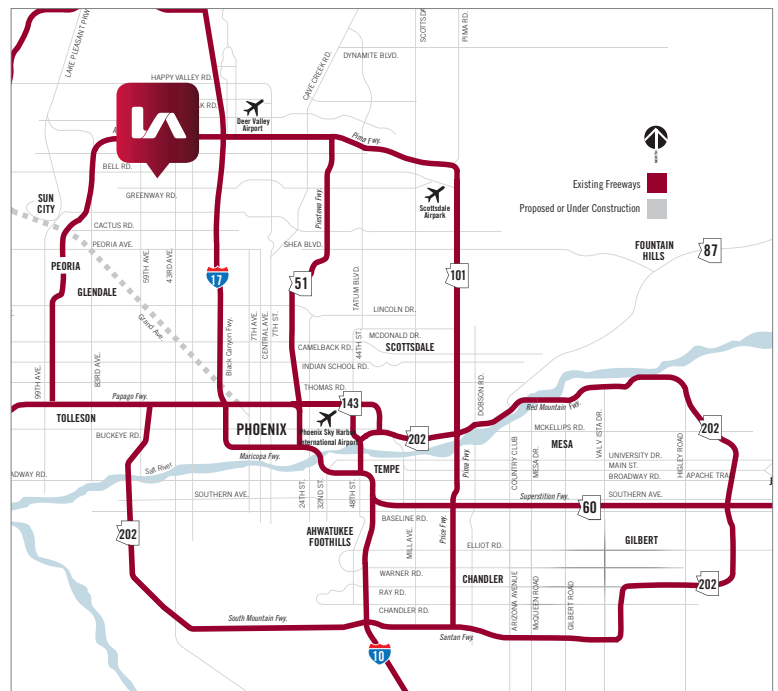 LAKE PLEASANT PKW
SCOTTSDA
PIMA RD.
DYNAMITE BLVD.
CAVE CREEK RD.
HAPPY VALLEY RD.
AK RD.
Deer Valley
Airport
LA
Pima Fwy.
NORTH
BELL RD.
GREENWAY RD.
Existing Freeways
Proposed or Under Construction
SUN
CITY
Piestewa Fwy.
Scottsdale
Airpark
CACTUS RD.
PEORIA AVE.
SHEA BLVD.
FOUNTAIN
HILLS
87
PEORIA
59TH AVE.
43RD AVE.
17
51
101
GLENDALE
TATUM BLVD.
LINCOLN DR.
Grand Ave.
Black Canyon Fwy.
7TH AVE.
CENTRAL AVE.
7TH ST.
44TH ST.
MCDONALD DR.
CAMELBACK RD.
SCOTTSDALE
INDIAN SCHOOL RD.
99TH AVE.
83RD AVE.
THOMAS RD.
DOBSON RD.
Papago Fwy.
143
Red Mountain Fwy.
TOLLESON
PHOENIX
Phoenix Sky Harbor
International Airport
BUCKEYE RD.
202
MCKELLIPS RD.
MESA
VAL VISTA DR.
HIGLEY ROAD
202
Maricopa Fwy.
COUNTRY CLUB
MESA DR.
UNIVERSITY DR.
MAIN ST.
BROADWAY RD.
APACHE TRA
J
ADWAY RD.
Salt River
TEMPE
Pima Fwy.
SOUTHERN AVE.
24TH ST.
32ND ST.
48TH ST.
Superstition Fwy.
SOUTHERN AVE.
60
202
AHWATUKEE
FOOTHILLS
BASELINE RD.
MILL AVE.
Price Fwy.
ELLIOT RD.
GILBERT
WARNER RD.
CHANDLER
RAY RD.
ARIZONA AVENUE
McQUEEN ROAD
GILBERT ROAD
202
CHANDLER RD.
South Mountain Fwy.
Santan Fwy.
10